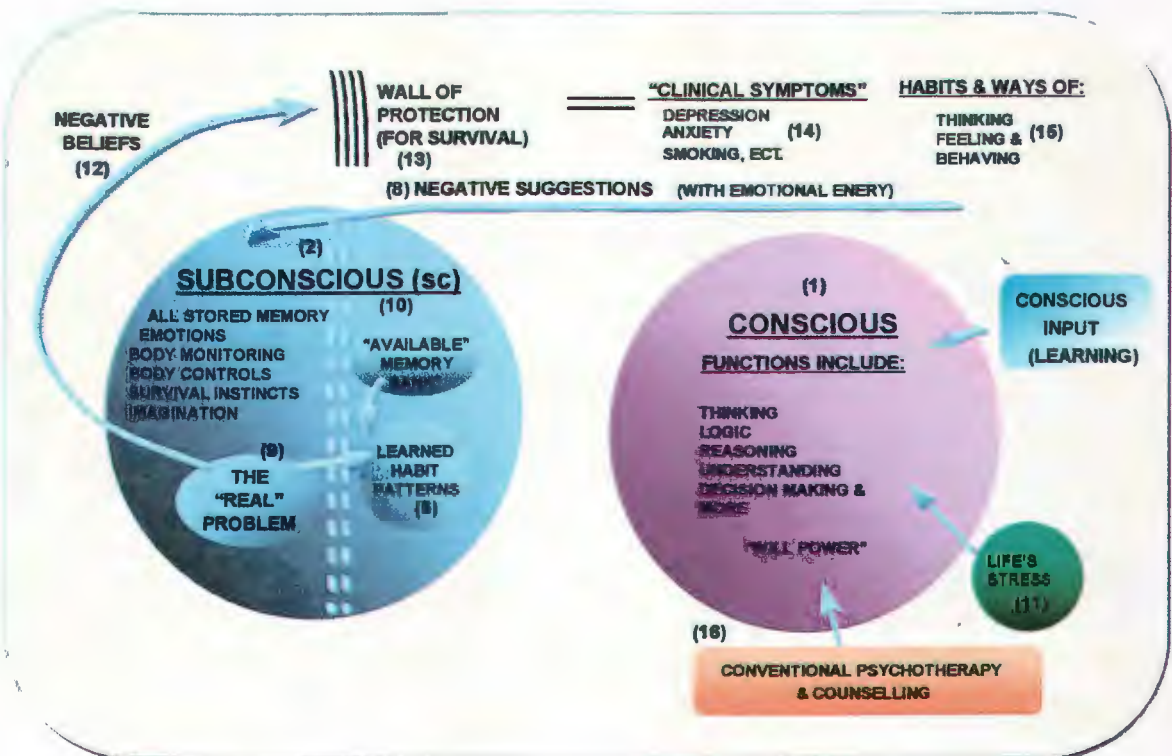 NEGATIVE
BELIEFS
(12)
WALL OF
PROTECTION
(FOR SURVIVAL)
(13)
"CLINICAL SYMPTOMS"
DEPRESSION
ANXIETY (14)
SMOKING, ECT.
HABITS & WAYS OF:
THINKING
FEELING & (15)
BEHAVING
(8) NEGATIVE SUGGESTIONS (WITH EMOTIONAL ENERY)
(2)
SUBCONSCIOUS (sc)
(10)
ALL STORED MEMORY
EMOTIONS
BODY MONITORING
BODY CONTROLS
SURVIVAL INSTINCTS
IMAGINATION
"AVAILABLE"
MEMORY
BANK"
(9)
THE
"REAL"
PROBLEM
LEARNED
HABIT
PATTERNS
(1)
CONSCIOUS
FUNCTIONS INCLUDE:
THINKING
LOGIC
REASONING
UNDERSTANDING
DECISION MAKING &
MORE
"WILL POWER"
CONSCIOUS
INPUT
(LEARNING)
LIFE'S
STRESS
(11)
(16)
CONVENTIONAL PSYCHOTHERAPY
& COUNSELLING